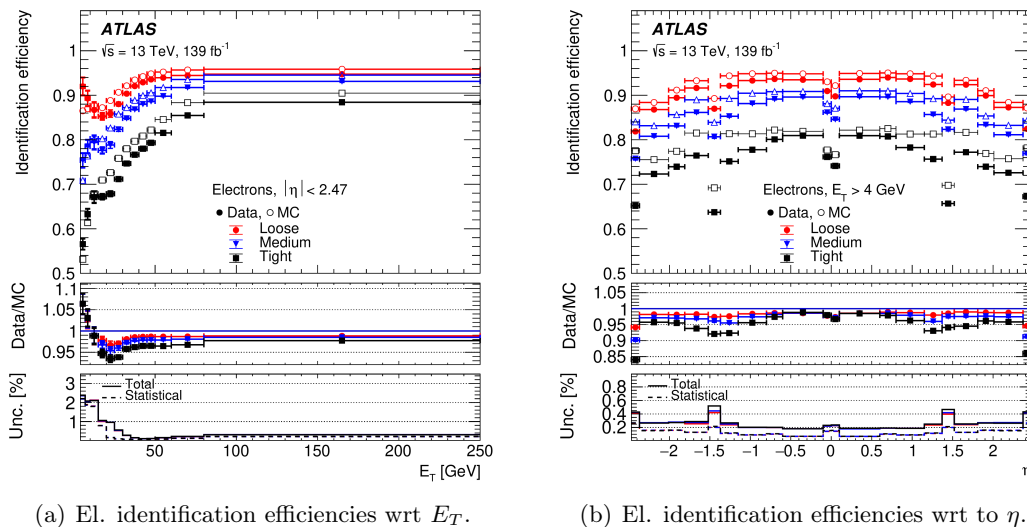 ATLAS
√s = 13 TeV, 139 fb⁻¹
Identification efficiency
1
0.9
0.8
0.7
0.6
0.5
Electrons, |η| < 2.47
● Data, ○ MC
Loose
Medium
Tight
Data/MC
1.1
1.05
1
0.95
Unc. [%]
3
2
1
Total
Statistical
50 100 150 200 250
E_T [GeV]
(a) El. identification efficiencies wrt E_T.
ATLAS
√s = 13 TeV, 139 fb⁻¹
Identification efficiency
1
0.9
0.8
0.7
0.6
0.5
Electrons, E_T > 4 GeV
● Data, ○ MC
Loose
Medium
Tight
Data/MC
1.05
1.00
0.95
0.90
0.85
Unc. [%]
0.8
0.6
0.4
0.2
Total
Statistical
−2 −1.5 −1 −0.5 0 0.5 1 1.5 2
η
(b) El. identification efficiencies wrt to η.